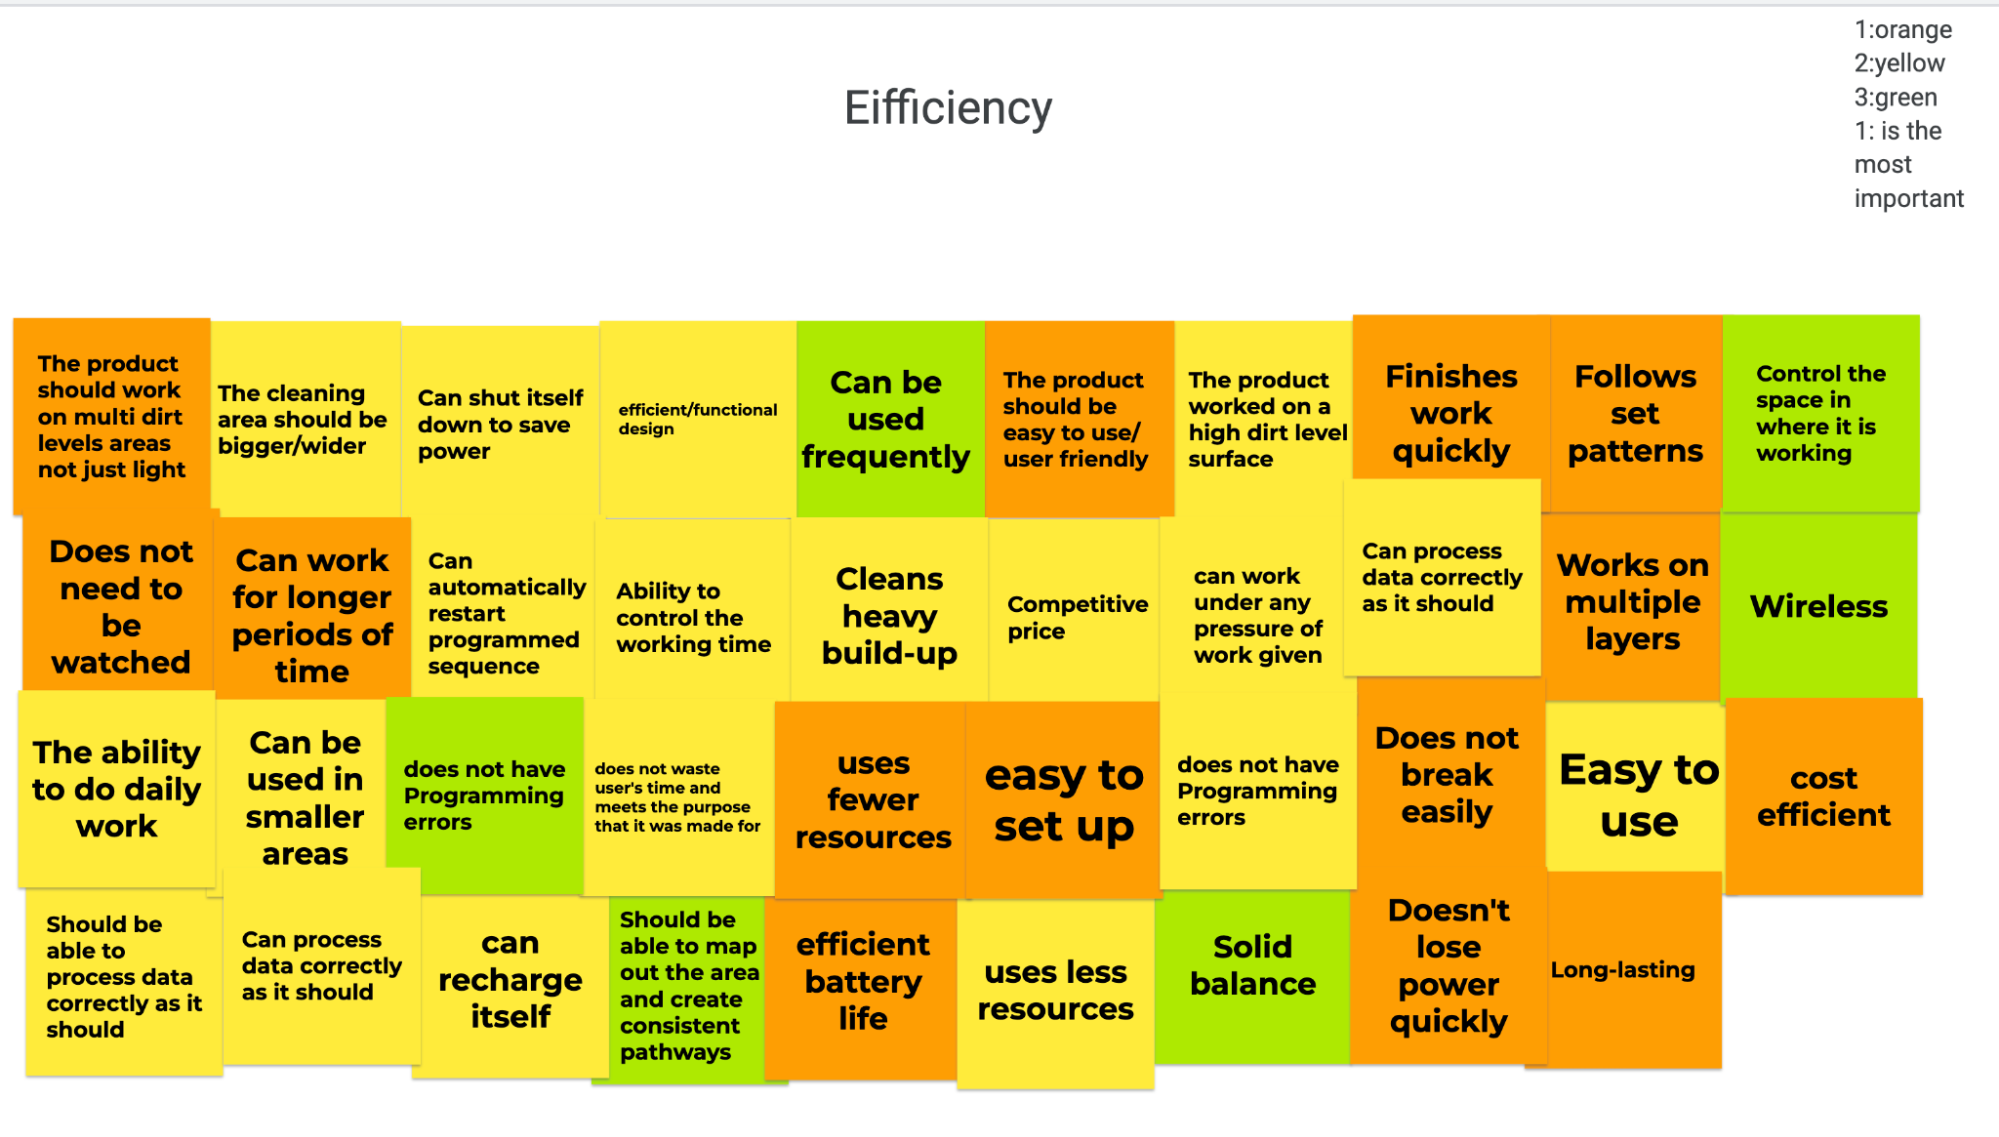 1:orange
2:yellow
3:green
1: is the
most
important
Eifficiency
The product
should work
on multi dirt
levels areas
not just light
The cleaning
area should be
bigger/wider
Can shut itself
down to save
power
efficient/functional
design
Can be
used
frequently
The product
should be
easy to use/
user friendly
The product
worked on a
high dirt level
surface
Finishes
work
quickly
Follows
set
patterns
Control the
space in
where it is
working
Does not
need to
be
watched
Can work
for longer
periods of
time
Can
automatically
restart
programmed
sequence
Ability to
control the
working time
Cleans
heavy
build-up
Competitive
price
can work
under any
pressure of
work given
Can process
data correctly
as it should
Works on
multiple
layers
Wireless
The ability
to do daily
work
Can be
used in
smaller
areas
does not have
Programming
errors
does not waste
user's time and
meets the purpose
that it was made for
uses
fewer
resources
easy to
set up
does not have
Programming
errors
Does not
break
easily
Easy to
use
cost
efficient
Should be
able to
process data
correctly as it
should
Can process
data correctly
as it should
can
recharge
itself
Should be
able to map
out the area
and create
consistent
pathways
efficient
battery
life
uses less
resources
Solid
balance
Doesn't
lose
power
quickly
Long-lasting